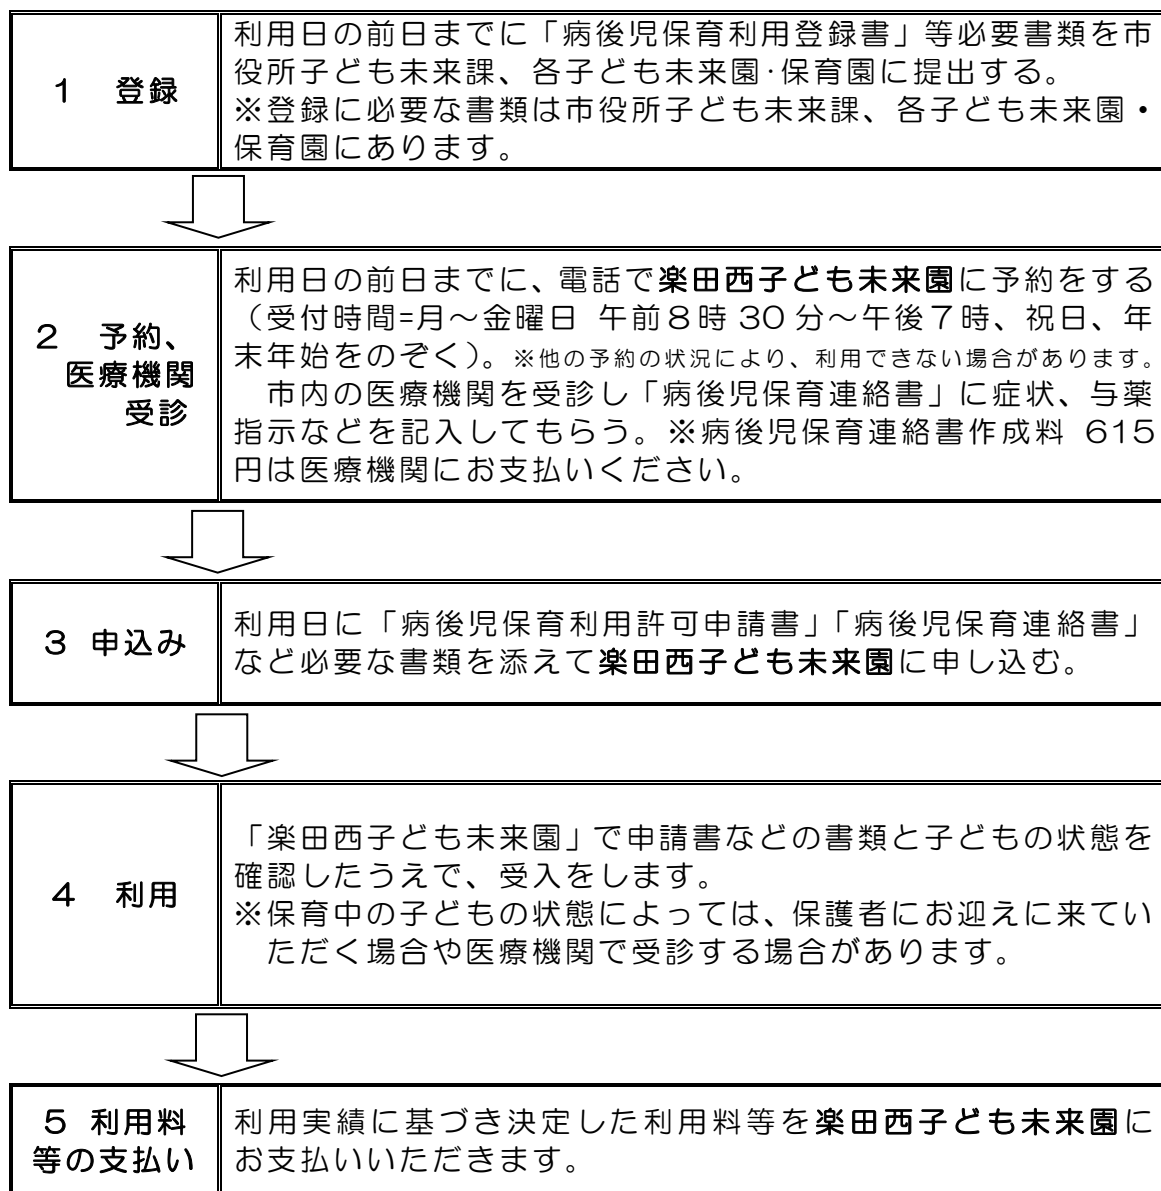 1　登録
利用日の前日までに「病後児保育利用登録書」等必要書類を市
役所子ども未来課、各子ども未来園･保育園に提出する。
※登録に必要な書類は市役所子ども未来課、各子ども未来園・
保育園にあります。
2　予約、
医療機関
受診
利用日の前日までに、電話で楽田西子ども未来園に予約をする
（受付時間=月～金曜日 午前８時 30 分～午後７時、祝日、年
末年始をのぞく）。※他の予約の状況により、利用できない場合があります。
市内の医療機関を受診し「病後児保育連絡書」に症状、与薬
指示などを記入してもらう。※病後児保育連絡書作成料 615
円は医療機関にお支払いください。
3 申込み
利用日に「病後児保育利用許可申請書」「病後児保育連絡書」
など必要な書類を添えて楽田西子ども未来園に申し込む。
4　利用
「楽田西子ども未来園」で申請書などの書類と子どもの状態を
確認したうえで、受入をします。
※保育中の子どもの状態によっては、保護者にお迎えに来てい
ただく場合や医療機関で受診する場合があります。
5 利用料
等の支払い
利用実績に基づき決定した利用料等を楽田西子ども未来園に
お支払いいただきます。